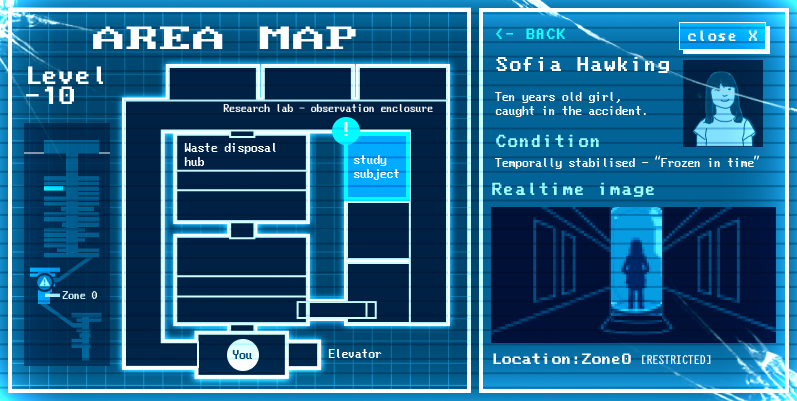 AREA MAP
Level
-10
Research lab - observation enclosure
!
Waste disposal
hub
study
subject
Zone 0
You
Elevator
<- BACK
close X
Sofia Hawking
Ten years old girl,
caught in the accident.
Condition
Temporally stabilised - "Frozen in time"
Realtime image
Location:Zone0 [RESTRICTED]